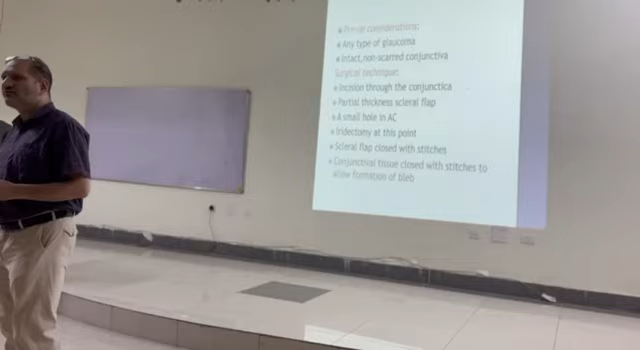 Provide considerations:
Any type of glaucoma
Intact,non-scarred conjunctiva
Surgical technique:
Incision through the conjunctica
Partial thickness scleral flap
A small hole in AC
Iridectomy at this point
Scleral flap closed with stitches
Conjunctival tissue closed with stitches to
allow formation of bleb